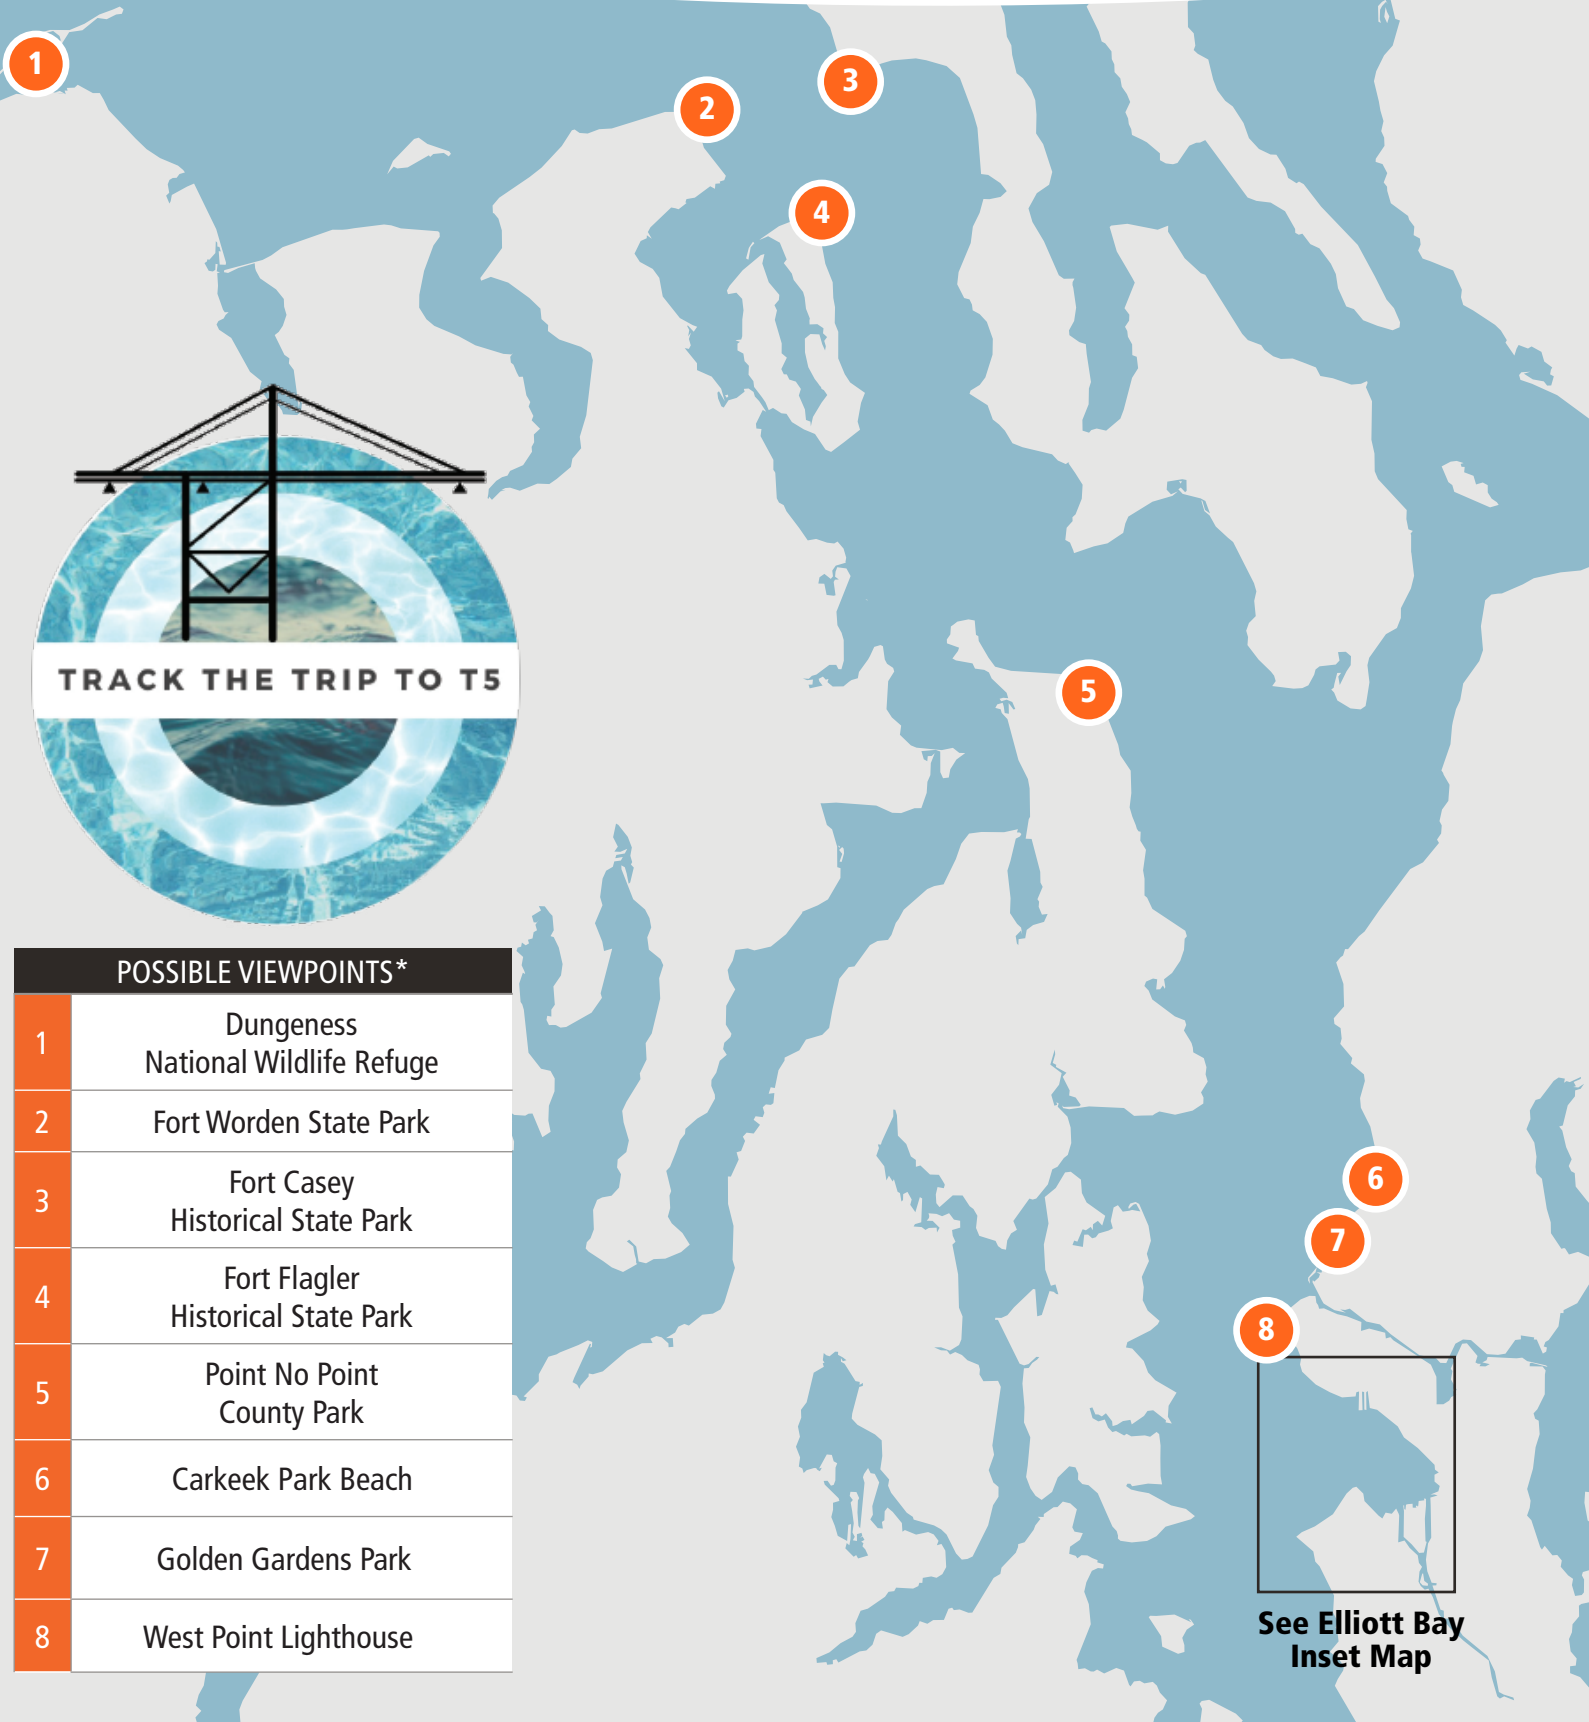 1
2
3
4
TRACK THE TRIP TO T5
5
POSSIBLE VIEWPOINTS*
1
Dungeness
National Wildlife Refuge
2
Fort Worden State Park
3
Fort Casey
Historical State Park
4
Fort Flagler
Historical State Park
5
Point No Point
County Park
6
Carkeek Park Beach
7
Golden Gardens Park
8
West Point Lighthouse
6
7
8
See Elliott Bay
Inset Map